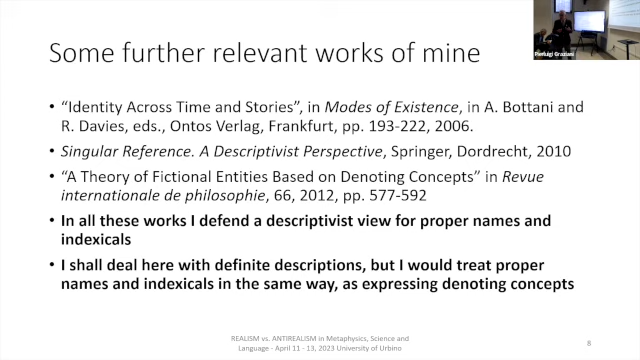 Some further relevant works of mine
Pierluigi Graziani
• “Identity Across Time and Stories”, in Modes of Existence, in A. Bottani and
R. Davies, eds., Ontos Verlag, Frankfurt, pp. 193-222, 2006.
• Singular Reference. A Descriptivist Perspective, Springer, Dordrecht, 2010
• “A Theory of Fictional Entities Based on Denoting Concepts” in Revue
internationale de philosophie, 66, 2012, pp. 577-592
• In all these works I defend a descriptivist view for proper names and
indexicals
• I shall deal here with definite descriptions, but I would treat proper
names and indexicals in the same way, as expressing denoting concepts
REALISM vs. ANTIREALISM in Metaphysics, Science and
Language - April 11 - 13, 2023 University of Urbino
8